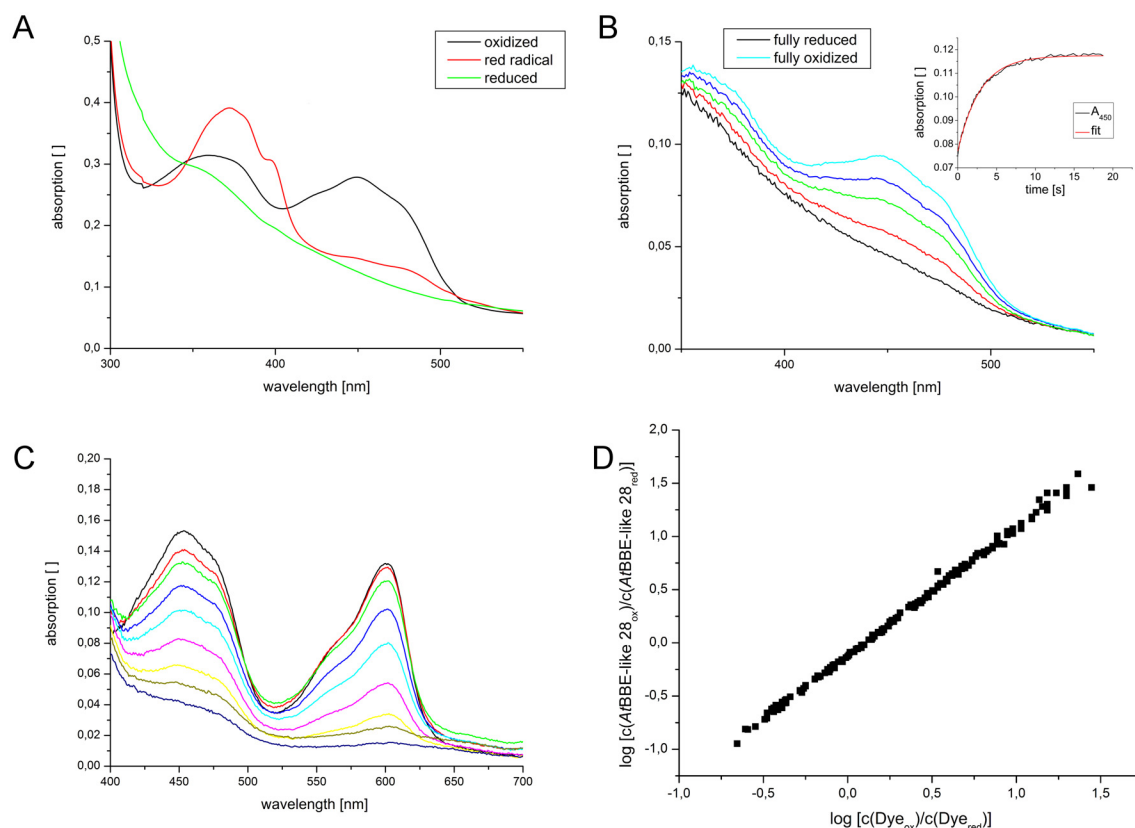 A
0,5
0,4
0,3
0,2
0,1
0,0
300
400
500
absorption [ ]
wavelength [nm]
oxidized
red radical
reduced
B
0,15
0,10
0,05
0,00
400
500
absorption [ ]
wavelength [nm]
fully reduced
fully oxidized
0.12
0.11
0.10
0.09
0.08
0.07
0
5
10
15
20
absorption [ ]
time [s]
A450
fit
C
0,20
0,18
0,16
0,14
0,12
0,10
0,08
0,06
0,04
0,02
0,00
400
450
500
550
600
650
700
absorption [ ]
wavelength [nm]
D
2,0
1,5
1,0
0,5
0,0
-0,5
-1,0
-1,0
-0,5
0,0
0,5
1,0
1,5
log [c(AtBBE-like 28ox)/c(AtBBE-like 28red)]
log [c(Dyeox)/c(Dyered)]